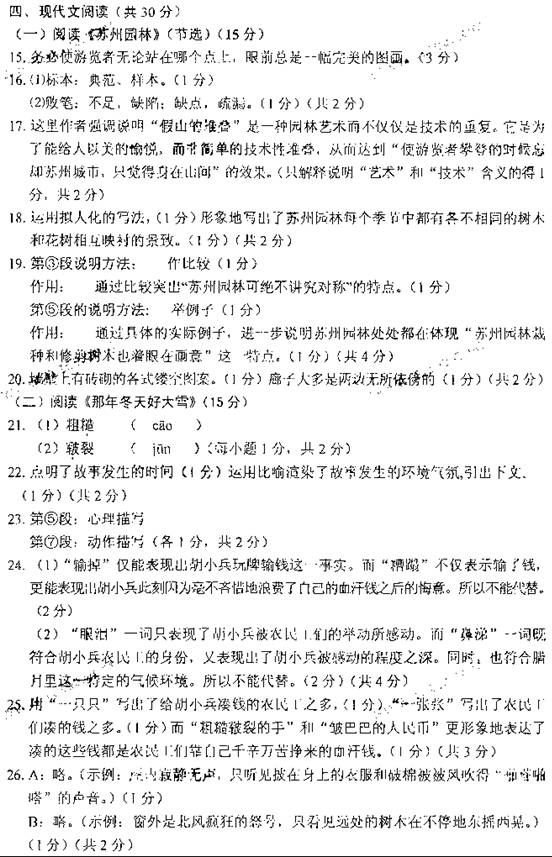 四、现代文阅读（共30分）
（一）阅读《苏州园林》（节选）（15分）
15. 务必使游览者无论站在哪个点上，眼前总是一幅完美的图画。（3分）
16. ⑴标本：典范、样本。（1分）
⑵败笔：不足，缺陷；缺点，疏漏。（1分）（共2分）
17. 这里作者强调说明“假山的堆叠”是一种园林艺术而不仅仅是技术的重复。它是为
了能给人以美的愉悦，而非简单的技术性堆叠，从而达到“使游览者攀登的时候忘
却苏州城市，只觉得身在山间”的效果。（只解释说明“艺术”和“技术”含义的得1
分，共2分）
18. 运用拟人化的写法，（1分）形象地写出了苏州园林每个季节中都有各不相同的树木
和花树相互映衬的景致。（1分）（共2分）
19. 第③段说明方法： 作比较（1分）
作用： 通过比较突出“苏州园林可绝不讲究对称”的特点。（1分）
第⑤段的说明方法： 举例子（1分）
作用： 通过具体的实际例子，进一步说明苏州园林处处都在体现“苏州园林栽
种和修剪树木也着眼在画意”这一特点。（1分）（共4分）
20. 墙壁上有砖砌的各式镂空图案。（1分）廊子大多是两边无所依傍的（1分）（共2分）
（二）阅读《那年冬天好大雪》（15分）
21. （1）粗糙 （ cāo ）
（2）皲裂 （ jūn ）（每小题1分，共2分）
22. 点明了故事发生的时间（1分）运用比喻渲染了故事发生的环境气氛，引出下文。
（1分）（共2分）
23. 第⑤段：心理描写
第⑦段：动作描写（各1分，共2分）
24. （1）“输掉”仅能表现出胡小兵玩牌输钱这一事实。而“糟蹋”不仅表示输了钱，
更能表现出胡小兵此刻因为毫不吝惜地浪费了自己的血汗钱之后的悔意。所以不能代替。
（2分）
（2）“眼泪”一词只表现了胡小兵被农民工们的举动所感动。而“鼻涕”一词既
符合胡小兵农民工的身份，又表现出了胡小兵被感动的程度之深。同时，也符合腊
月里这一特定的气候环境。所以不能代替。（2分）（共4分）
25. 用“一只只”写出了给胡小兵凑钱的农民工之多，（1分）“一张张”写出了农民工
们凑的钱之多。（1分）而“粗糙皲裂的手”和“皱巴巴的人民币”更形象地表达了
凑的这些钱都是农民工们靠自己千辛万苦挣来的血汗钱。（1分）（共3分）
26. A：略。（示例：内寂静无声，只听见披在身上的衣服和破棉被被风吹得“
嗒”的声音。）（1分）
B：略。（示例：窗外是北风疯狂的怒号，只看见远处的树木在不停地东摇西晃。）
（1分）（共2分）